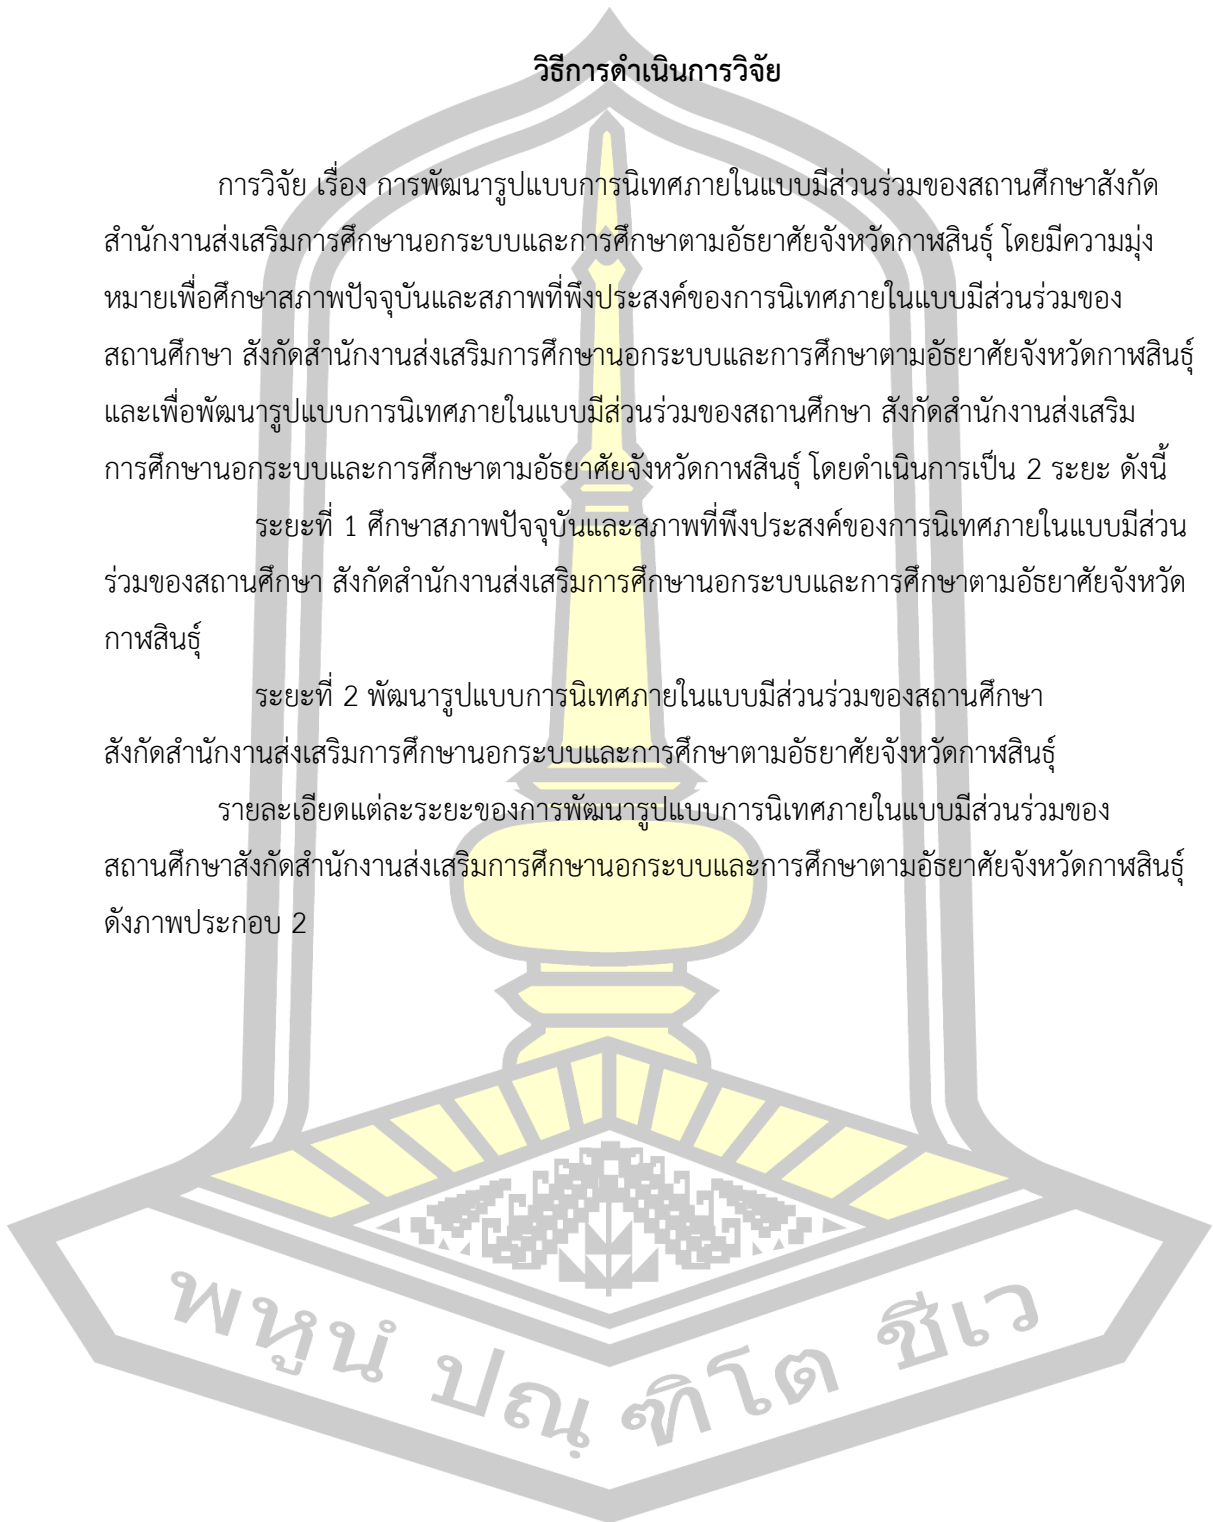 วิธีการดำเนินการวิจัย
การวิจัย เรื่อง การพัฒนารูปแบบการนิเทศภายในแบบมีส่วนร่วมของสถานศึกษาสังกัด
สำนักงานส่งเสริมการศึกษานอกระบบและการศึกษาตามอัธยาศัยจังหวัดกาฬสินธุ์ โดยมีความมุ่ง
หมายเพื่อศึกษาสภาพปัจจุบันและสภาพที่พึงประสงค์ของการนิเทศภายในแบบมีส่วนร่วมของ
สถานศึกษา สังกัดสำนักงานส่งเสริมการศึกษานอกระบบและการศึกษาตามอัธยาศัยจังหวัดกาฬสินธุ์
และเพื่อพัฒนารูปแบบการนิเทศภายในแบบมีส่วนร่วมของสถานศึกษา สังกัดสำนักงานส่งเสริม
การศึกษานอกระบบและการศึกษาตามอัธยาศัยจังหวัดกาฬสินธุ์ โดยดำเนินการเป็น 2 ระยะ ดังนี้
ระยะที่ 1 ศึกษาสภาพปัจจุบันและสภาพที่พึงประสงค์ของการนิเทศภายในแบบมีส่วน
ร่วมของสถานศึกษา สังกัดสำนักงานส่งเสริมการศึกษานอกระบบและการศึกษาตามอัธยาศัยจังหวัด
กาฬสินธุ์
ระยะที่ 2 พัฒนารูปแบบการนิเทศภายในแบบมีส่วนร่วมของสถานศึกษา
สังกัดสำนักงานส่งเสริมการศึกษานอกระบบและการศึกษาตามอัธยาศัยจังหวัดกาฬสินธุ์
รายละเอียดแต่ละระยะของการพัฒนารูปแบบการนิเทศภายในแบบมีส่วนร่วมของ
สถานศึกษาสังกัดสำนักงานส่งเสริมการศึกษานอกระบบและการศึกษาตามอัธยาศัยจังหวัดกาฬสินธุ์
ดังภาพประกอบ 2
พหูนํ ปณฺ ฑิโต ชีเว